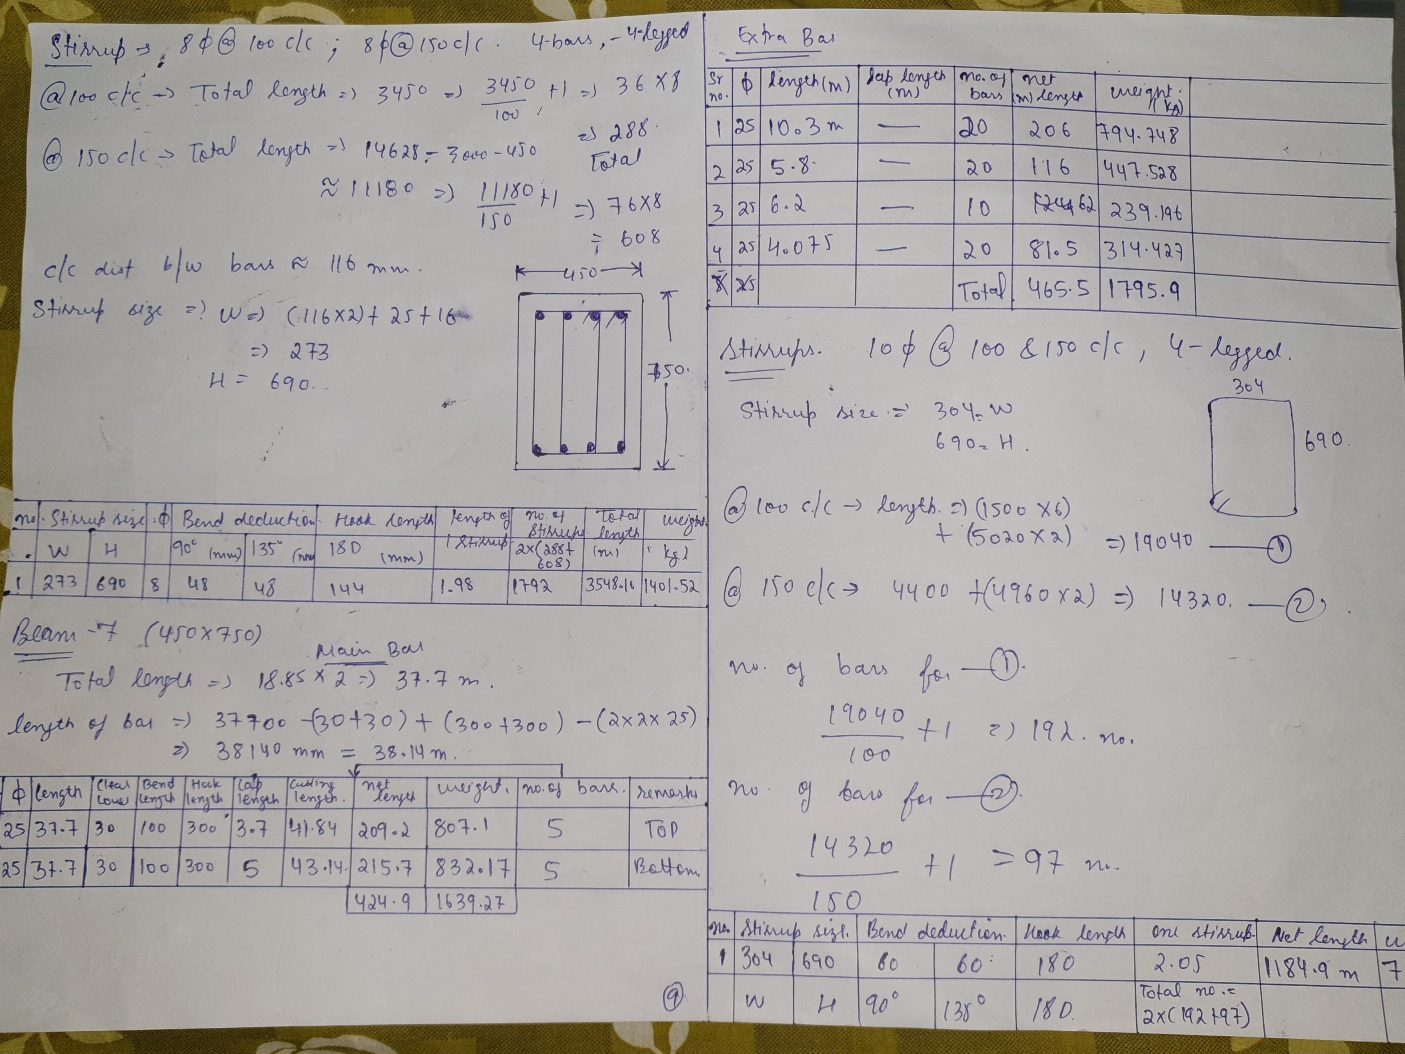 Stirrup → 8ϕ@ 100 c/c ; 8ϕ@150 c/c. 4-bars, - 4-legged
@100 c/c → Total length ⇒ 3450 ⇒ 3450/100 +1 ⇒ 36 x 8
⇒ 288.
@ 150 c/c ⇒ Total length ⇒ 14628 - 3000 - 450
Total
≈ 11180 ⇒ 11180/150 +1 ⇒ 76x8
= 608
c/c dist b/w bars ≈ 116 mm.
Stirrup size ⇒ W ⇒ (116x2)+ 25+16
⇒ 273
H = 690.
450
750.
no. Stirrup size. ϕ Bend deduction Hook length length of 1 stirrup no. of stirrups Total length weight.
W H 90° (mm) 135° (mm) 180 (mm) 2x(288+608) (m) (kg)
1 273 690 8 48 48 144 1.98 1792 3548.16 1401.52
Beam -7 (450x750)
Main Bar
Total length ⇒ 18.85 x 2 ⇒ 37.7 m.
length of bar ⇒ 37700 -(30+30) + (300+300) - (2x2x 25)
⇒ 38140 mm = 38.14 m.
ϕ length Clear cover Bend length Hook length Lap length Cutting length. net length weight. no. of bars. remarks
25 37.7 30 100 300 3.7 41.84 209.2 807.1 5 TOP
25 37.7 30 100 300 5 43.14 215.7 832.17 5 Bottom
424.9 1639.27
9
Extra Bar
Sr no. ϕ length(m) Lap length (m) no. of bars net (m) length weight. (kg)
1 25 10.3 m — 20 206 794.748
2 25 5.8 — 20 116 447.528
3 25 6.2 — 10 62 239.196
4 25 4.075 — 20 81.5 314.427
25
Total 465.5 1795.9
Stirrups. 10 ϕ @ 100 & 150 c/c, 4-legged.
304
Stirrup size = 304 = W
690 = H.
690.
@ 100 c/c → length. ⇒ (1500 x6)
+ (5020x2) ⇒ 19040 — ①
@ 150 c/c → 4400 +(4960x2) ⇒ 14320. — ②
no. of bars for — ①.
19040/100 +1 ⇒ 192. no.
no. of bars for — ②.
14320/150 +1 = 97 no.
no. Stirrup size. Bend deduction. Hook length one stirrup Net length w
1 304 690 60 60 180 2.05 1184.9 m 7
W H 90° 135° 180. Total no. = 2x(192+97)